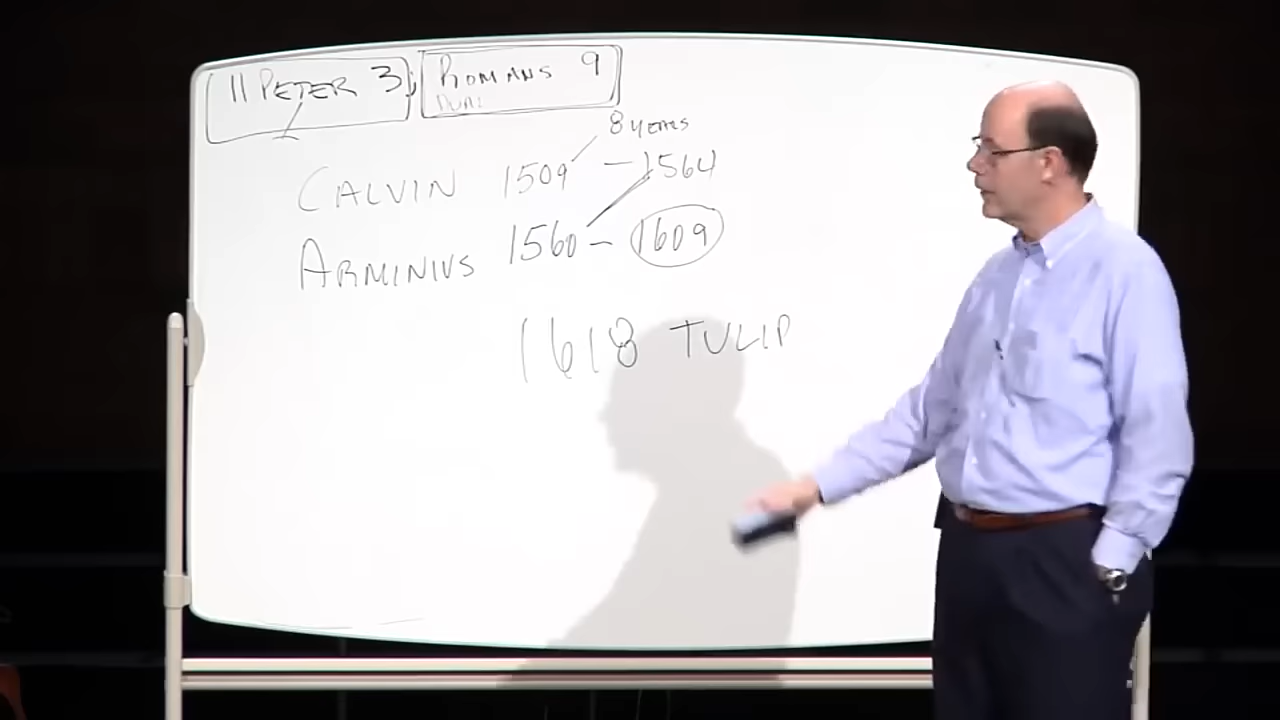 II PETER 3; ROMANS 9
8 YEARS
CALVIN 1509 – 1564
ARMINIUS 1560 – 1609
1618 TULIP